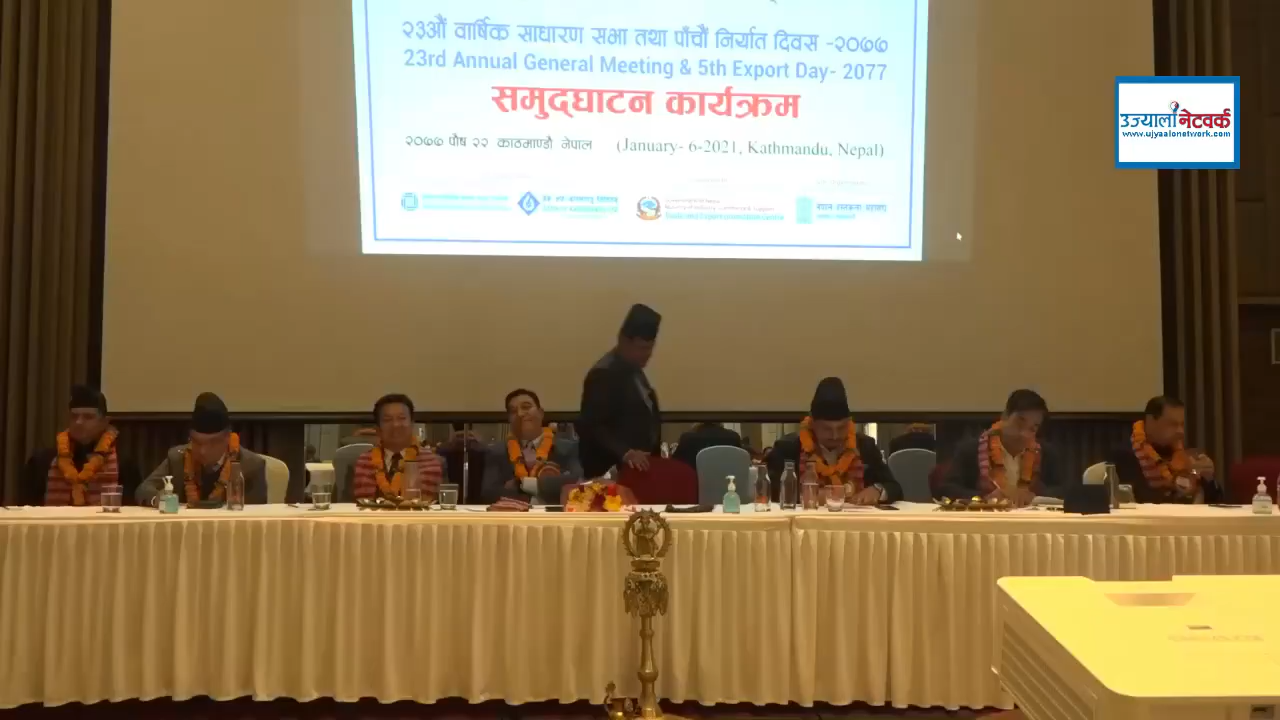 २३औं वार्षिक साधारण सभा तथा पाँचौं निर्यात दिवस -२०७७
23rd Annual General Meeting & 5th Export Day- 2077
समुद्घाटन कार्यक्रम
२०७७ पौष २२ काठमाण्डौ नेपाल (January- 6-2021, Kathmandu, Nepal)
उज्यालो नेटवर्क
www.ujyaalonetwork.com